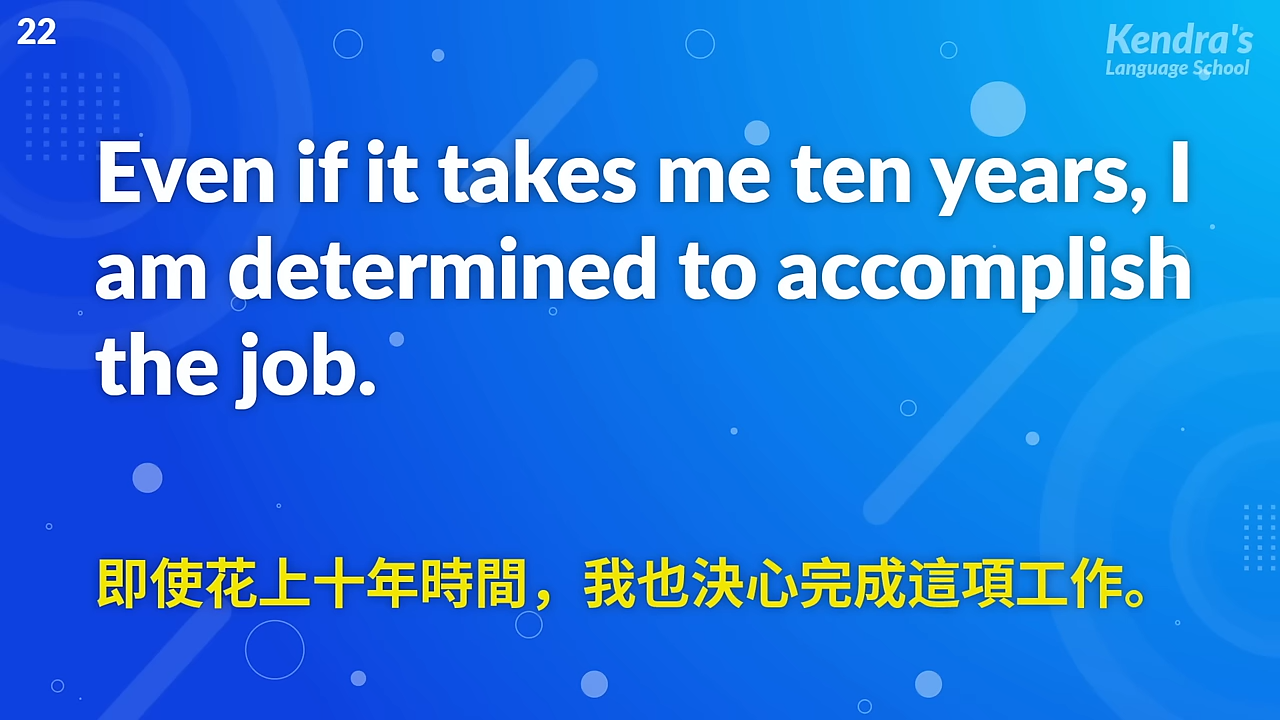 22
Kendra's
Language School
Even if it takes me ten years, I
am determined to accomplish
the job.
即使花上十年時間，我也決心完成這項工作。